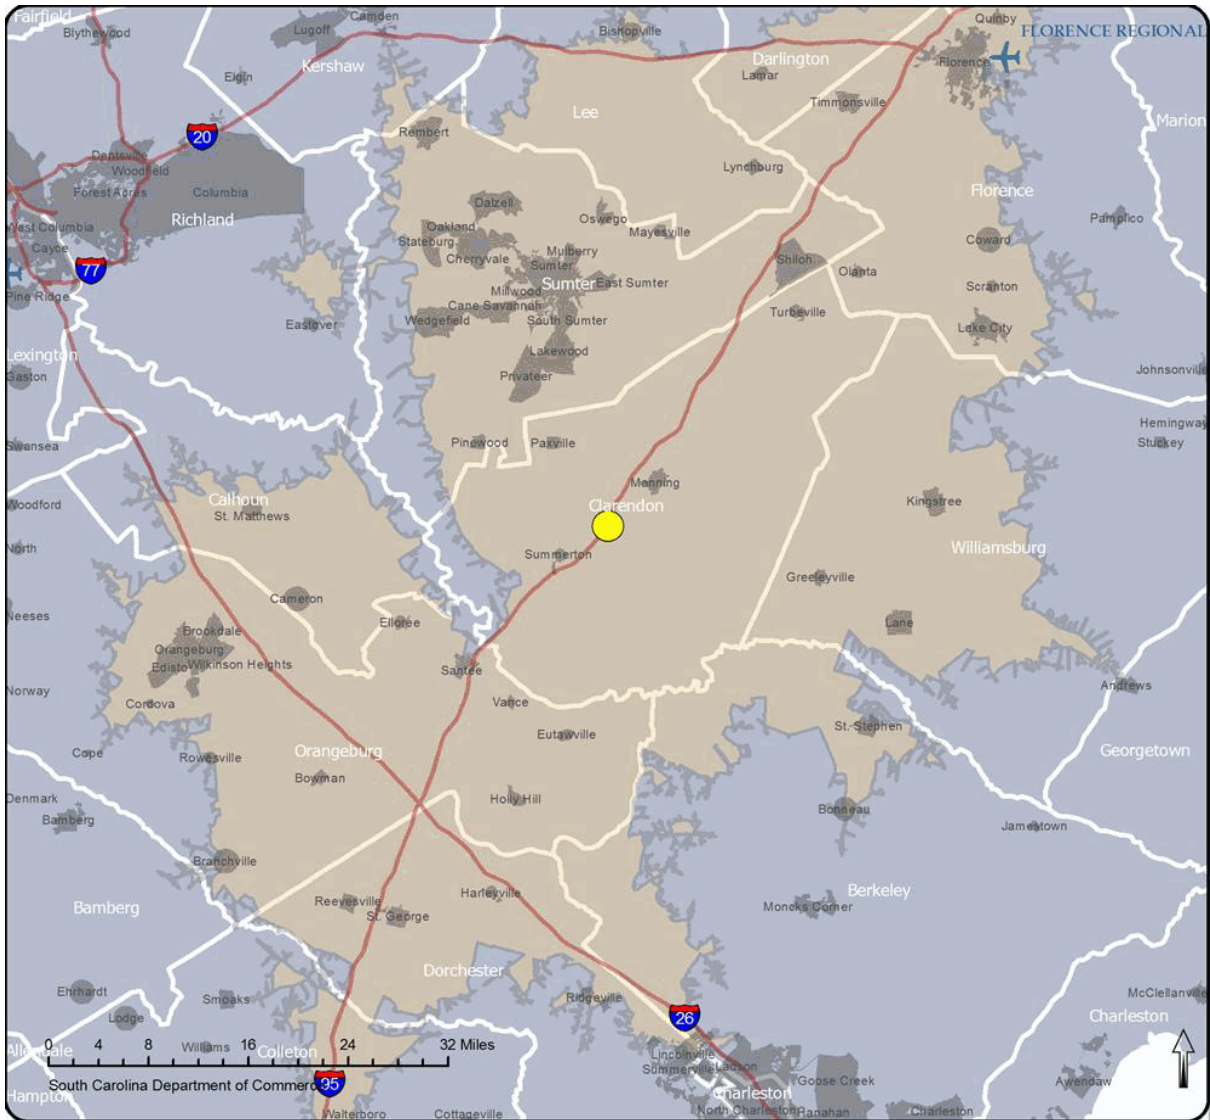 Fairfield
Camden
Quinby
Blythewood
Lugoff
Bishopville
FLORENCE REGIONAL
Kershaw
Darlington
Florence
Elgin
Lamar
Timmonsville
Lee
Marion
20
Rembert
Dentsville
Woodfield
Lynchburg
Forest Acres
Columbia
Florence
Richland
Dalzell
Oswego
Pamplico
West Columbia
Oakland
Mayesville
Stateburg
Coward
Cayce
Mulberry
Cherryvale
Sumter
Shiloh
Olanta
77
Sumter
East Sumter
Scranton
Pine Ridge
Millwood
Cane Savannah
Turbeville
Eastover
Wedgefield
South Sumter
Lake City
Lexington
Lakewood
Gaston
Privateer
Johnsonville
Hemingway
Swansea
Pinewood
Paxville
Stuckey
Manning
Calhoun
Clarendon
Kingstree
Woodford
St. Matthews
North
Summerton
Williamsburg
Greeleyville
Cameron
Neeses
Elloree
Lane
Brookdale
Orangeburg
Edisto
Wilkinson Heights
Santee
Norway
Cordova
Vance
Andrews
St. Stephen
Eutawville
Cope
Rowesville
Orangeburg
Georgetown
Bowman
Denmark
Holly Hill
Bamberg
Bonneau
Jamestown
Branchville
Harleyville
Berkeley
Reevesville
Bamberg
St. George
Moncks Corner
Dorchester
Ehrhardt
Smoaks
Ridgeville
McClellanville
Lodge
26
Charleston
Allendale
Williams
Colleton
0 4 8 16 24 32 Miles
Lincolnville
Summerville
Ladson
South Carolina Department of Commerce
95
Goose Creek
Awendaw
Hampton
Charleston
Walterboro
Cottageville
North Charleston
Hanahan
Charleston